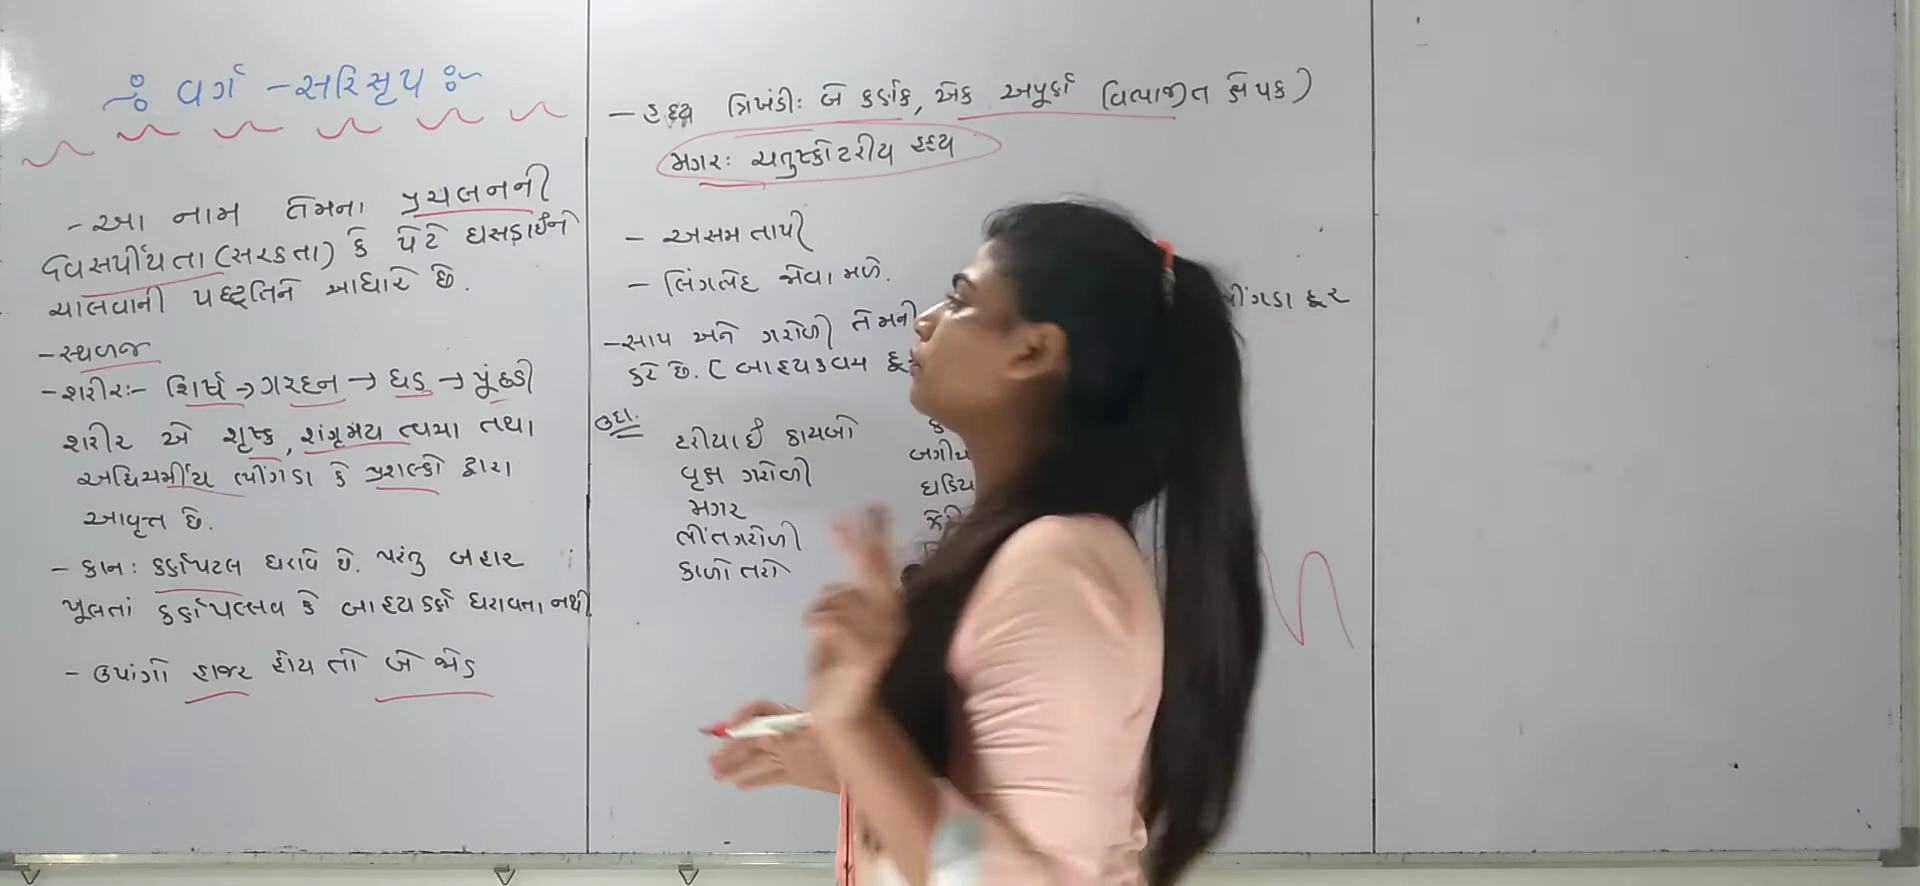 વર્ગ - સરિસૃપ
- આ નામ તેમના પ્રચલનની
(સરકતા) કે પેટે ઘસડાઈને
ચાલવાની પદ્ધતિને આધારે છે.
- સ્થળજ
- શરીર:- શિર્ષ → ગરદન → ધડ → પૂંછડી
શરીર એ શુષ્ક, શૃંગમય ત્વચા તથા
અધિચર્મીય ભીંગડા કે પ્રશલ્કો દ્વારા
આવૃત્ત છે.
- કાન: કર્ણપટલ ધરાવે છે. પરંતુ બહાર
ખૂલતાં કર્ણપલ્લવ કે બાહ્યકર્ણ ધરાવતા નથી
- ઉપાંગો હાજર હોય તો બે જોડ
- હૃદય ત્રિખંડી: બે કર્ણક, એક અપૂર્ણ વિભાજીત ક્ષેપક)
મગર: ચતુષ્કોટરીય હૃદય
- અસમતાપી
- લિંગભેદ જોવા મળે.
- સાપ અને ગરોળી તેમની ભીંગડા દૂર
કરે છે. (બાહ્યકવચ
ઉદા.
દરીયાઈ કાચબો
વૃક્ષ ગરોળી
મગર
ભીંતગરોળી
કાળોતરો